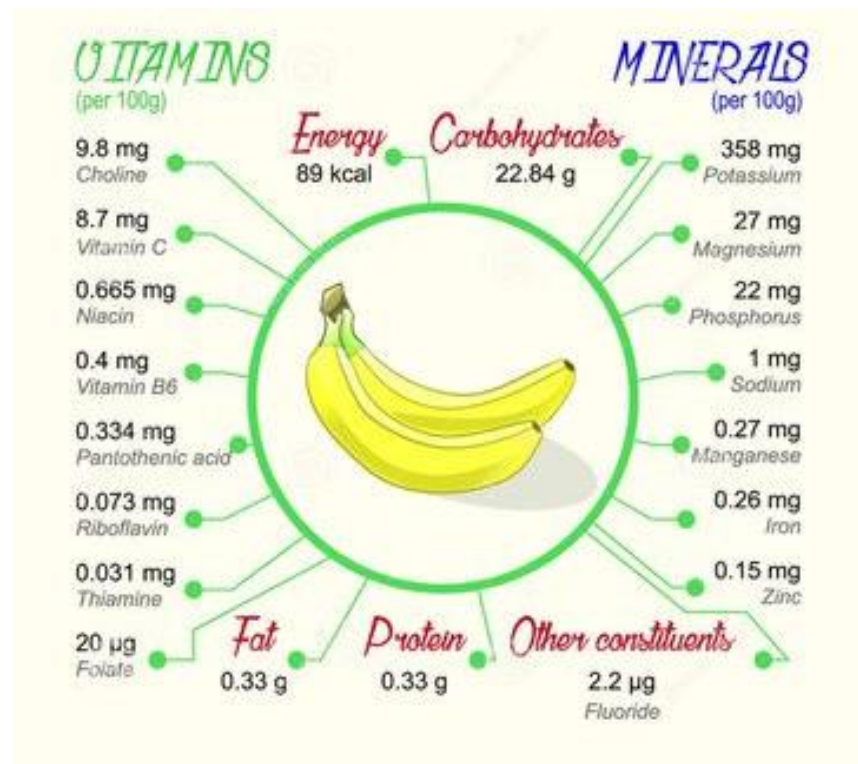 VITAMINS
(per 100g)
9.8 mg
Choline
8.7 mg
Vitamin C
0.665 mg
Niacin
0.4 mg
Vitamin B6
0.334 mg
Pantothenic acid
0.073 mg
Riboflavin
0.031 mg
Thiamine
20 µg
Folate
Energy
89 kcal
Carbohydrates
22.84 g
MINERALS
(per 100g)
358 mg
Potassium
27 mg
Magnesium
22 mg
Phosphorus
1 mg
Sodium
0.27 mg
Manganese
0.26 mg
Iron
0.15 mg
Zinc
Fat
0.33 g
Protein
0.33 g
Other constituents
2.2 µg
Fluoride